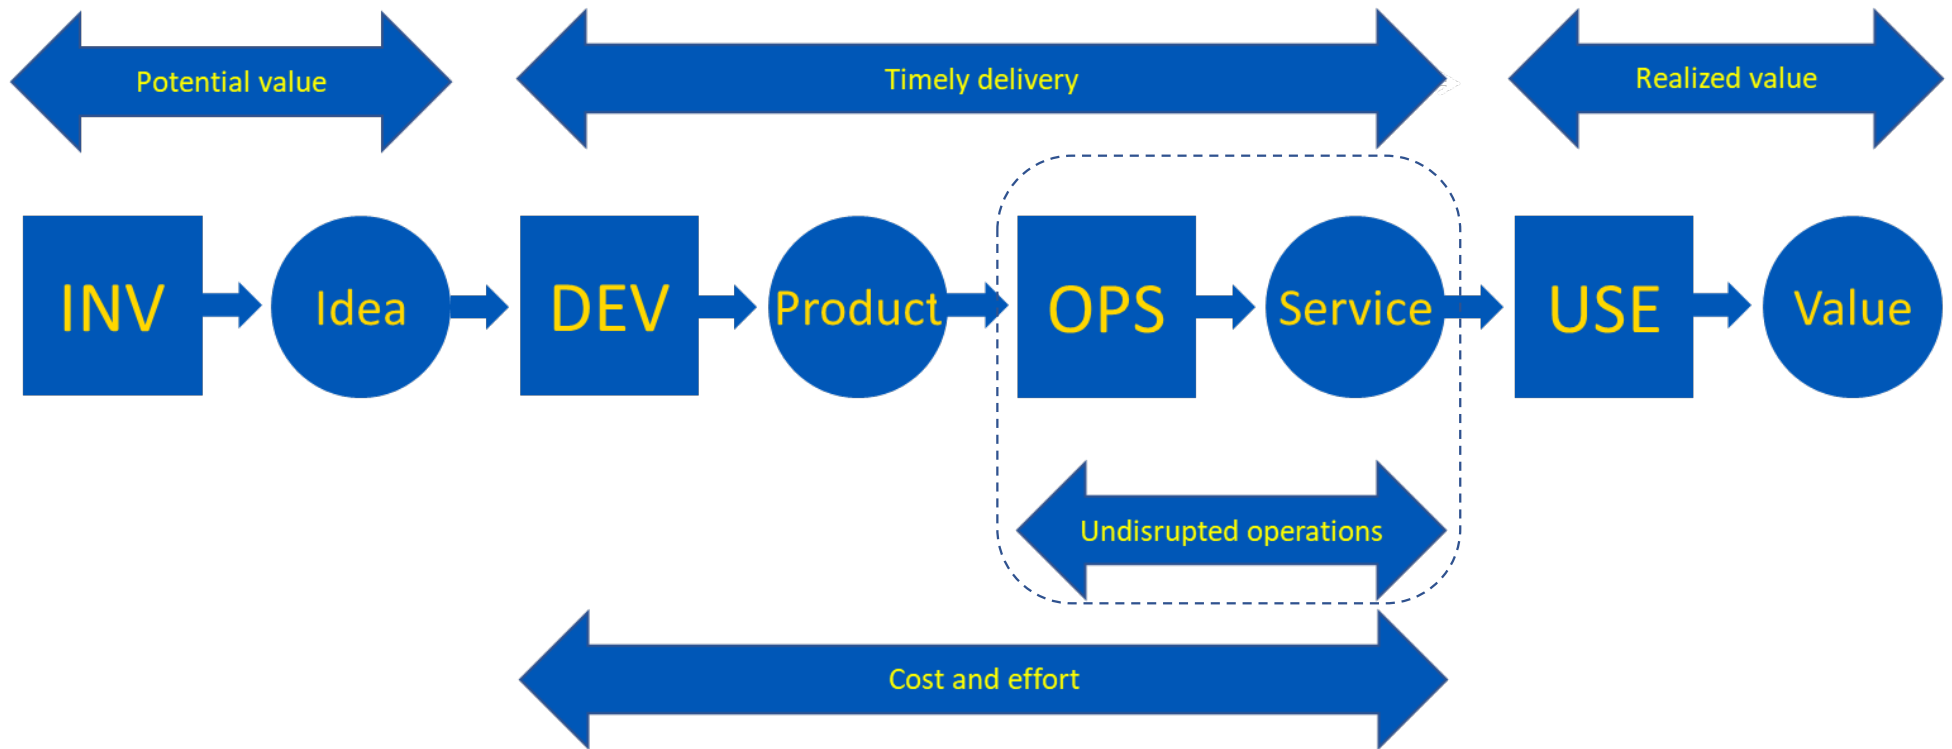 Potential value
Timely delivery
Realized value
INV
Idea
DEV
Product
OPS
Service
USE
Value
Undisrupted operations
Cost and effort